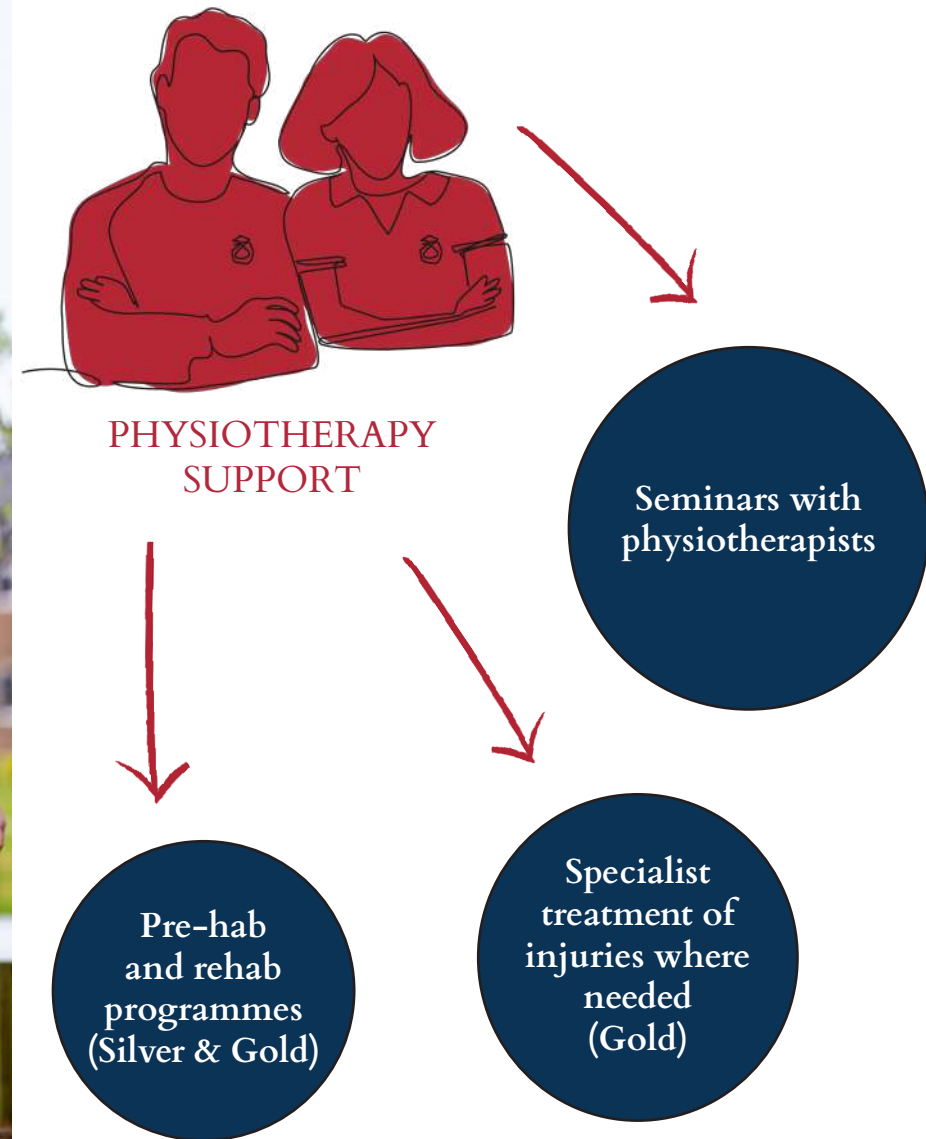 PHYSIOTHERAPY
SUPPORT
Seminars with
physiotherapists
Specialist
treatment of
injuries where
needed
(Gold)
Pre-hab
and rehab
programmes
(Silver & Gold)